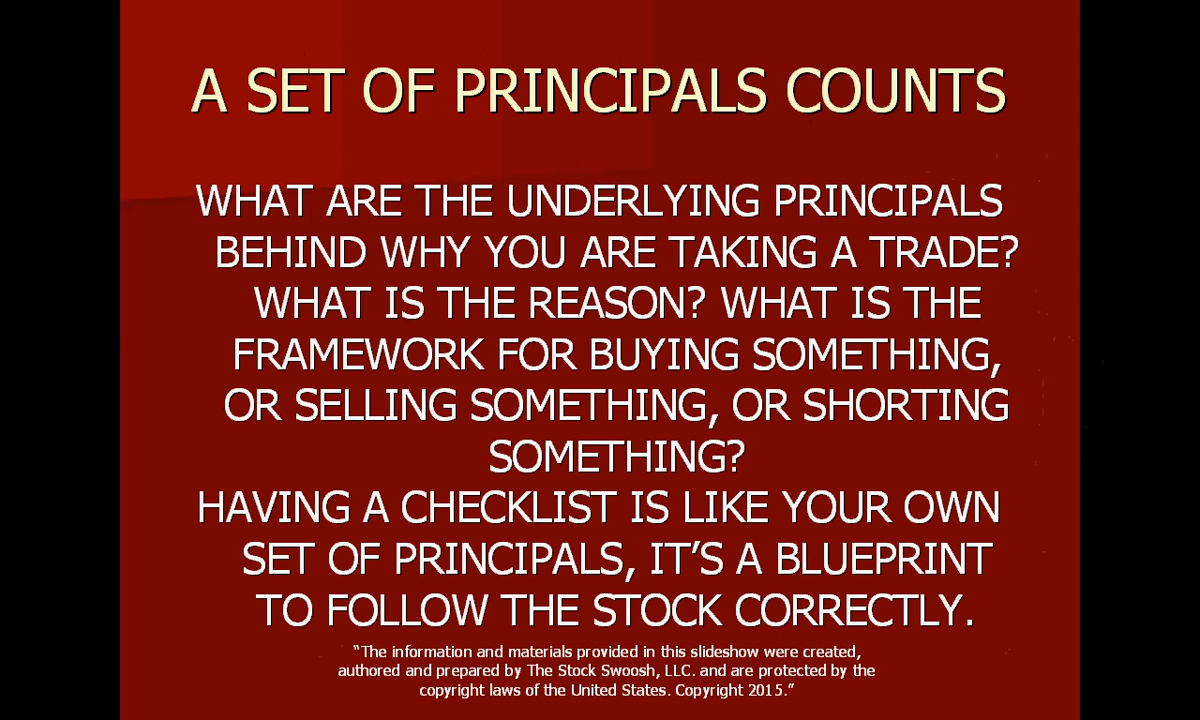 A SET OF PRINCIPALS COUNTS
WHAT ARE THE UNDERLYING PRINCIPALS
BEHIND WHY YOU ARE TAKING A TRADE?
WHAT IS THE REASON? WHAT IS THE
FRAMEWORK FOR BUYING SOMETHING,
OR SELLING SOMETHING, OR SHORTING
SOMETHING?
HAVING A CHECKLIST IS LIKE YOUR OWN
SET OF PRINCIPALS, IT’S A BLUEPRINT
TO FOLLOW THE STOCK CORRECTLY.
“The information and materials provided in this slideshow were created,
authored and prepared by The Stock Swoosh, LLC. and are protected by the
copyright laws of the United States. Copyright 2015.”